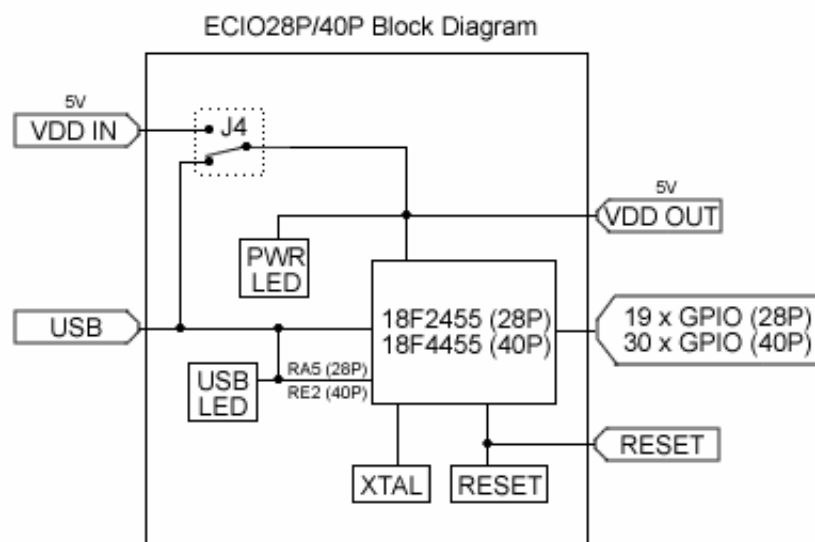 ECIO28P/40P Block Diagram
5V
VDD IN
J4
5V
VDD OUT
PWR
LED
USB
18F2455 (28P)
18F4455 (40P)
19 x GPIO (28P)
30 x GPIO (40P)
USB
LED
RA5 (28P)
RE2 (40P)
RESET
XTAL
RESET